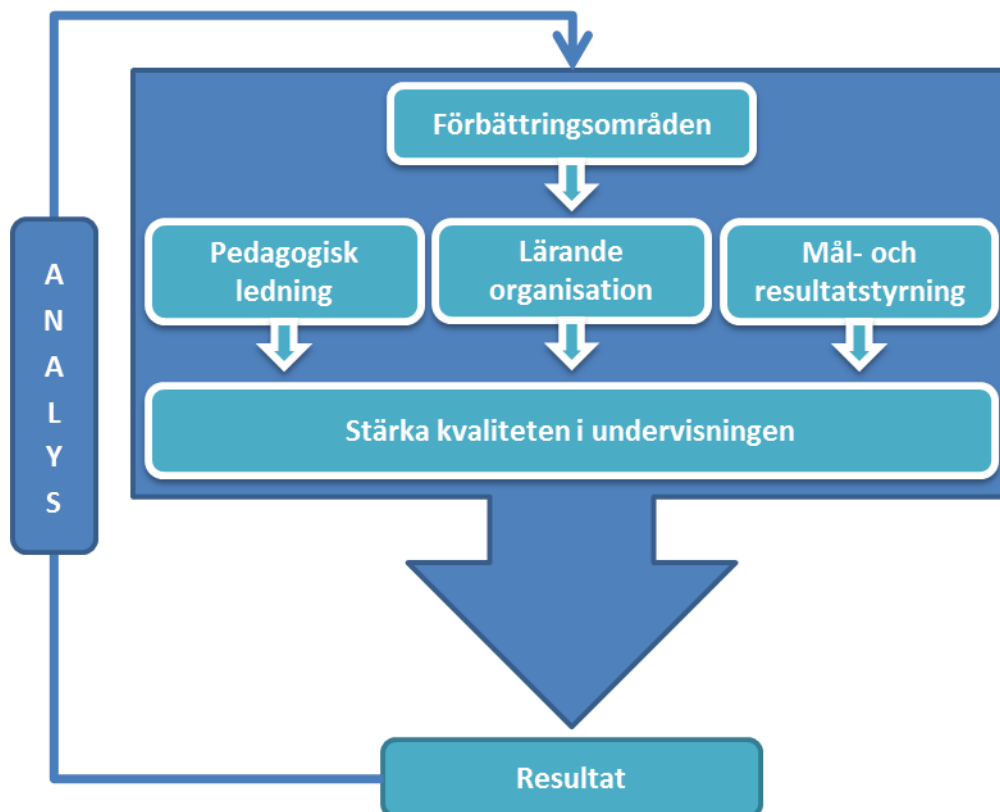 Förbättringsområden
Pedagogisk
ledning
Lärande
organisation
Mål- och
resultatstyrning
Stärka kvaliteten i undervisningen
A
N
A
L
Y
S
Resultat